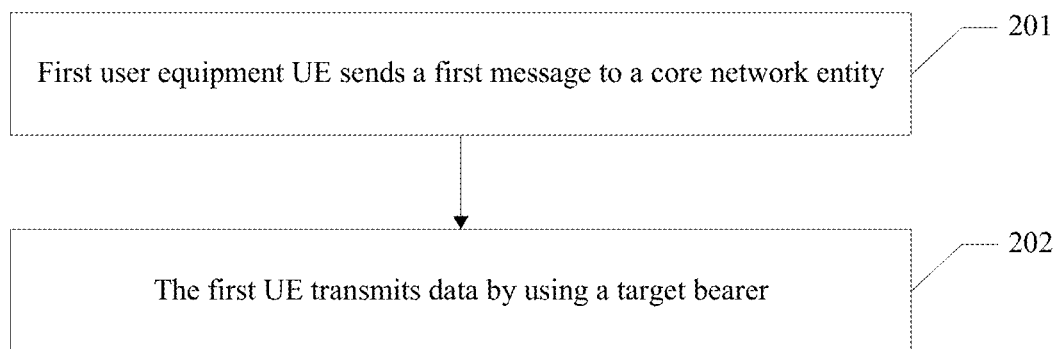 201
First user equipment UE sends a first message to a core network entity
202
The first UE transmits data by using a target bearer